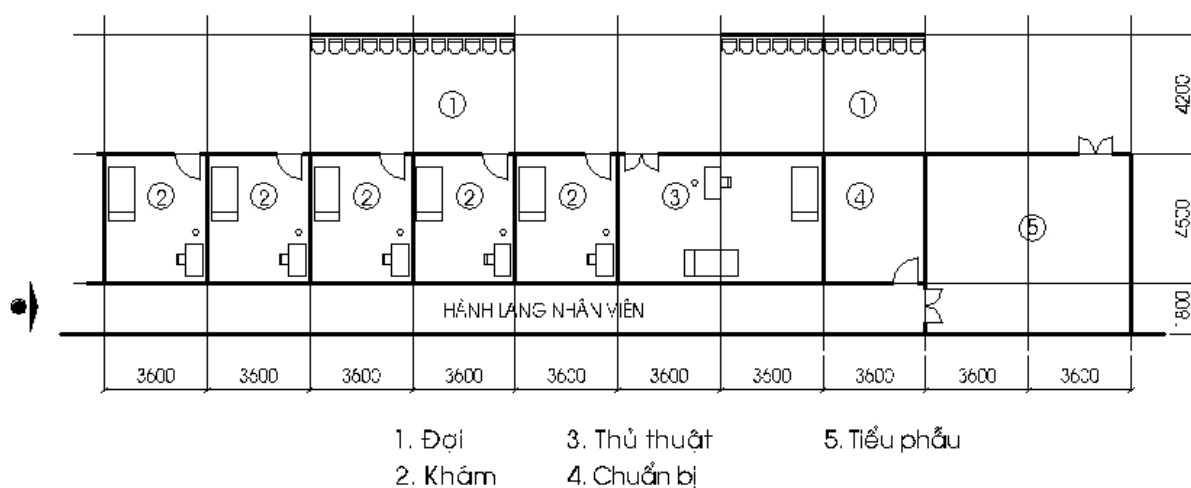 1 1
4200
2 2 2 2 2 3 4 5
4500
HÀNH LANG NHÂN VIÊN
1800
3600 3600 3600 3600 3600 3600 3600 3600 3600 3600
1. Đợi 3. Thủ thuật 5. Tiểu phẫu
2. Khám 4. Chuẩn bị